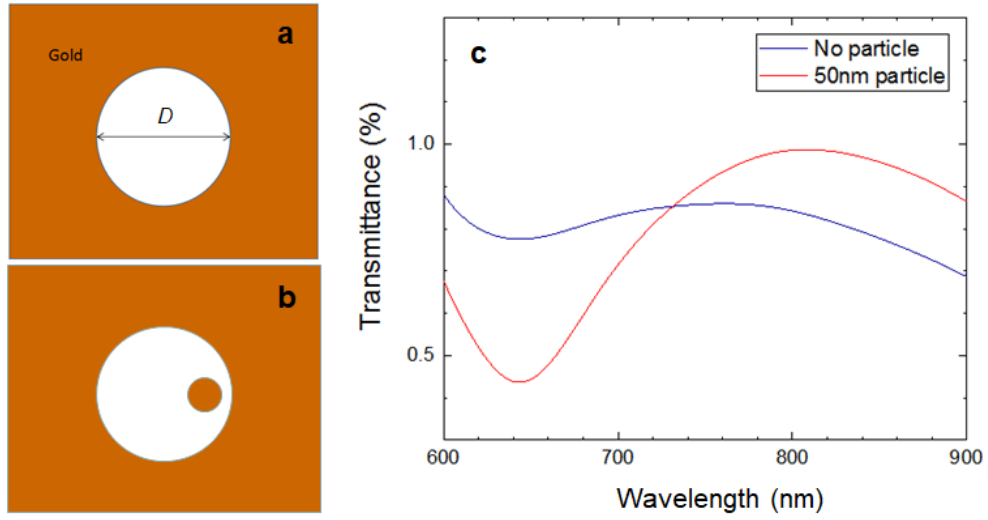 a
Gold
D
b
c
No particle
50nm particle
Transmittance (%)
1.0
0.5
600
700
800
900
Wavelength (nm)